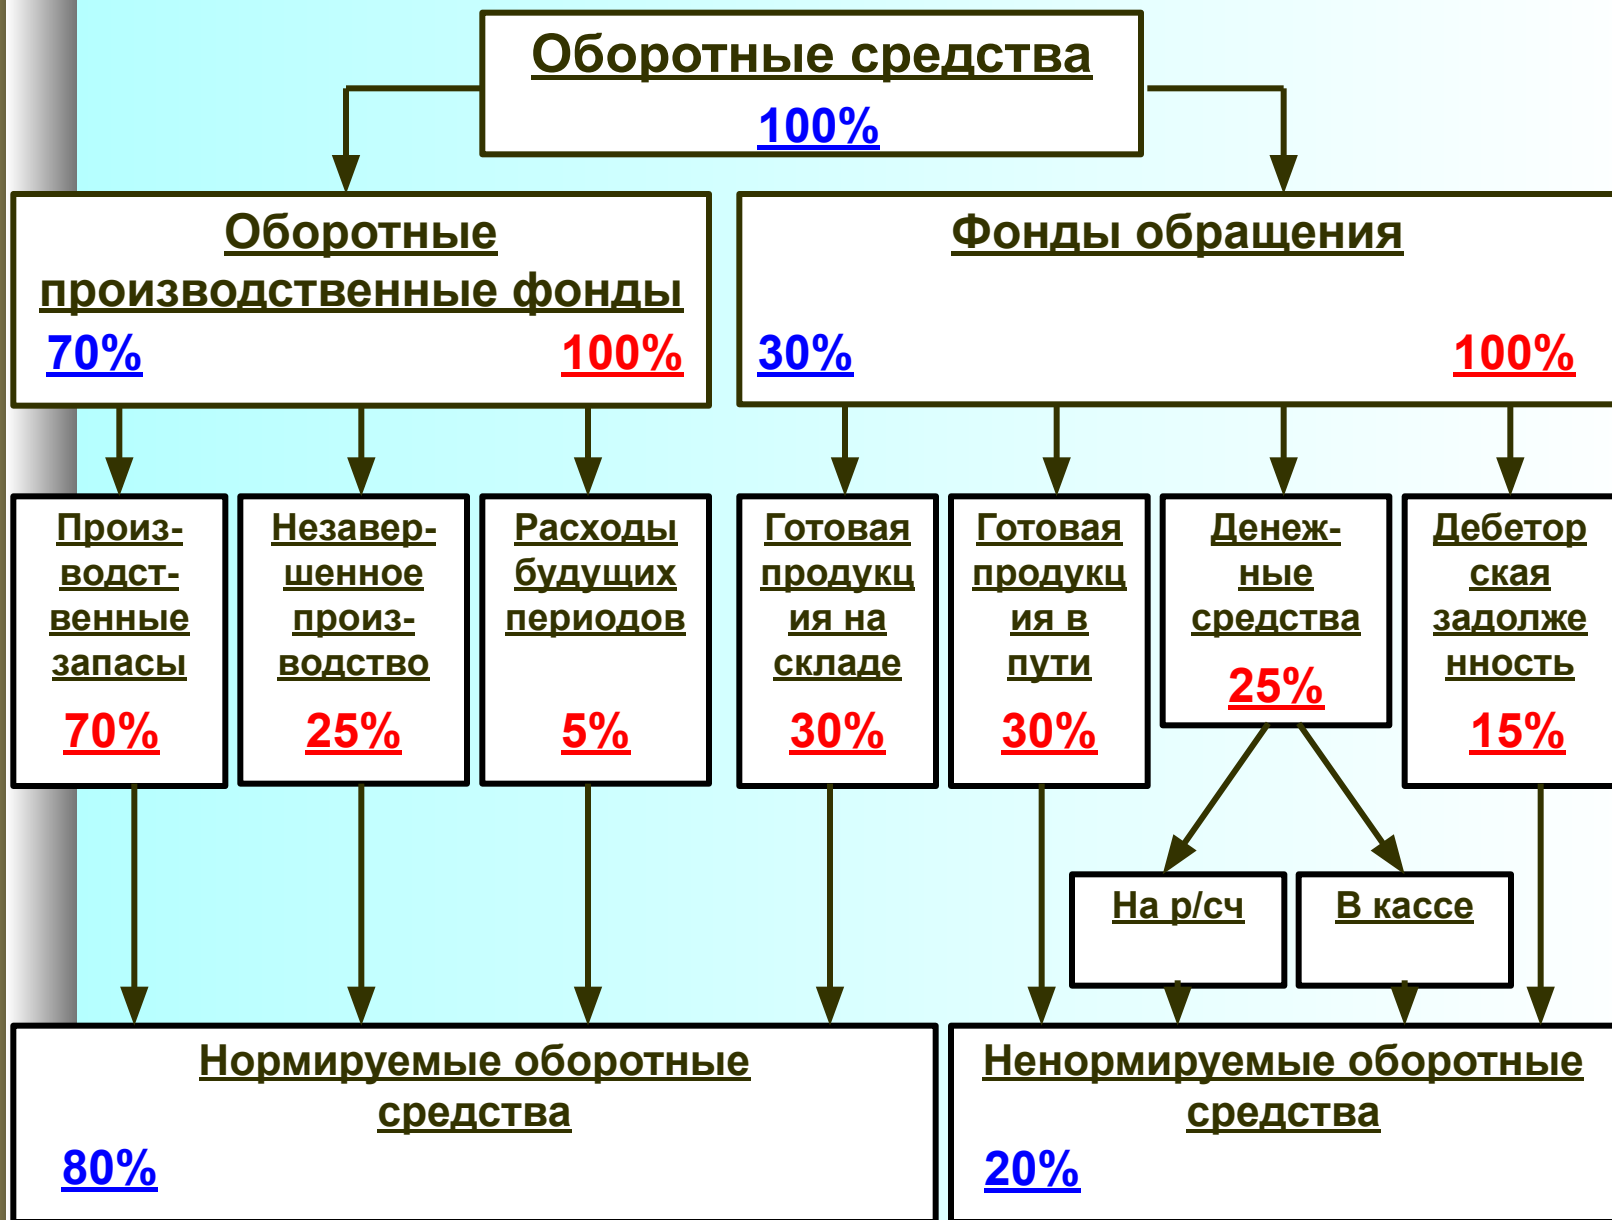 Оборотные средства
100%
Оборотные
производственные фонды
70% 100%
Фонды обращения
30% 100%
Произ-
водст-
венные
запасы
70%
Незавер-
шенное
произ-
водство
25%
Расходы
будущих
периодов
5%
Готовая
продукц
ия на
складе
30%
Готовая
продукц
ия в
пути
30%
Денеж-
ные
средства
25%
Дебетор
ская
задолже
нность
15%
На р/сч
В кассе
Нормируемые оборотные
средства
80%
Ненормируемые оборотные
средства
20%